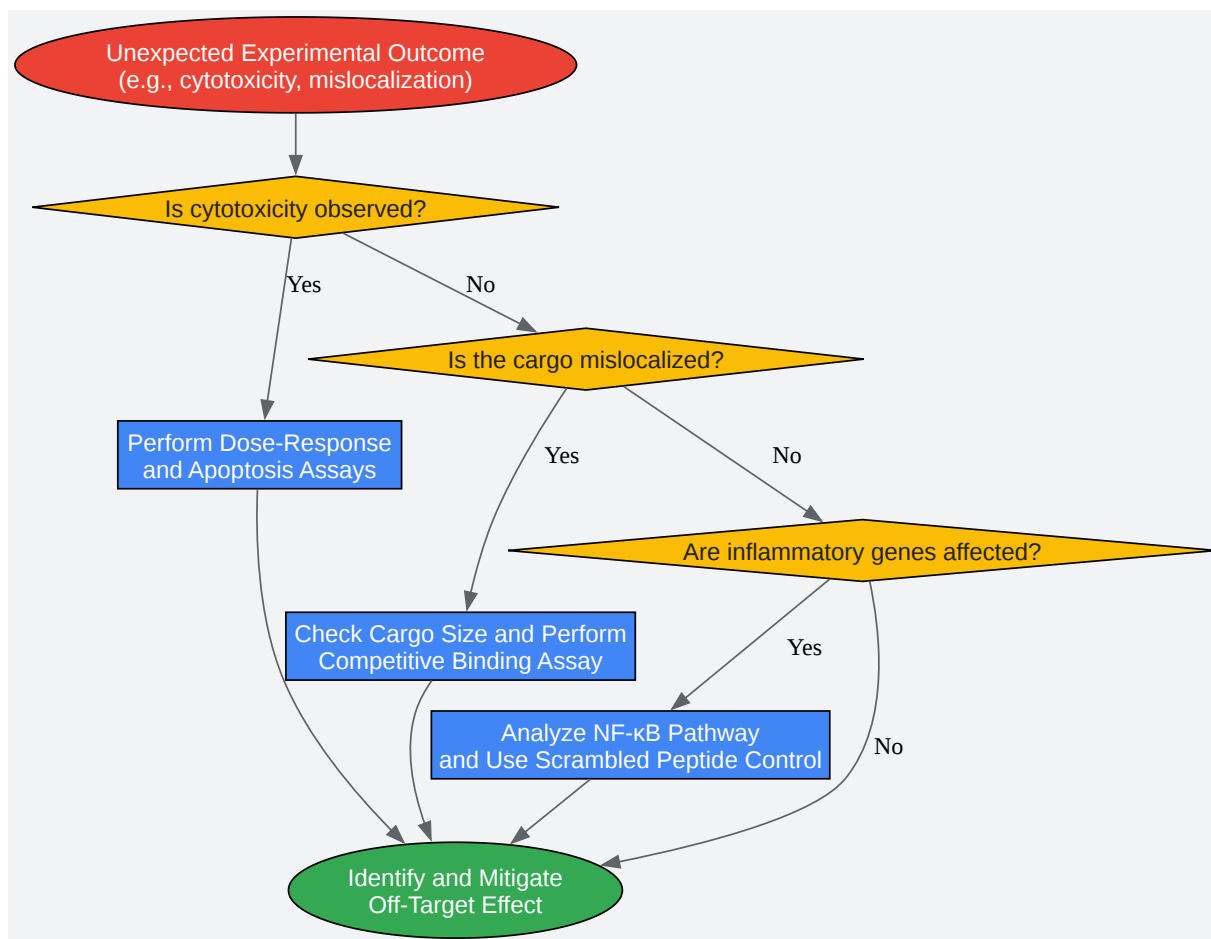 Unexpected Experimental Outcome
(e.g., cytotoxicity, mislocalization)
Is cytotoxicity observed?
Yes
No
Is the cargo mislocalized?
Perform Dose-Response
and Apoptosis Assays
Yes
No
Are inflammatory genes affected?
Check Cargo Size and Perform
Competitive Binding Assay
Yes
Analyze NF-κB Pathway
and Use Scrambled Peptide Control
No
Identify and Mitigate
Off-Target Effect